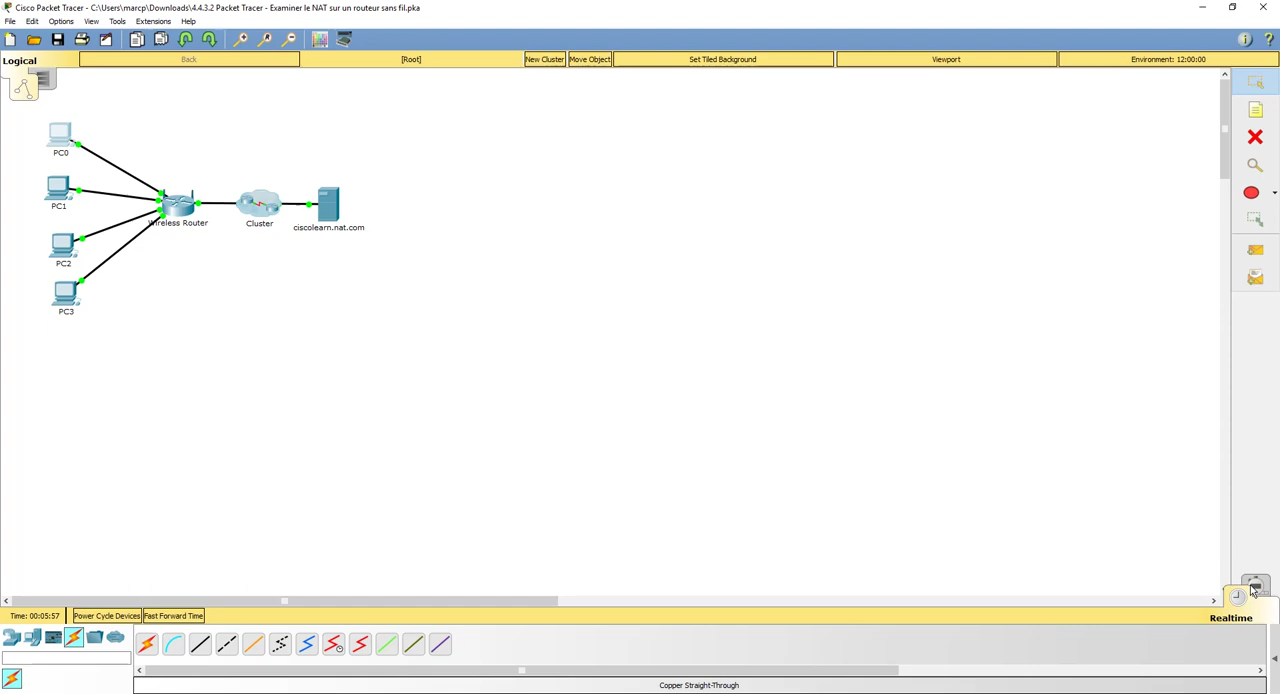 Cisco Packet Tracer - C:\Users\marcp\Downloads\4.4.3.2 Packet Tracer - Examiner le NAT sur un routeur sans fil.pka
File Edit Options View Tools Extensions Help
Logical Back [Root] New Cluster Move Object Set Tiled Background Viewport Environment: 12:00:00
PC0
PC1
Wireless Router Cluster ciscolearn.nat.com
PC2
PC3
Time: 00:05:57 Power Cycle Devices Fast Forward Time Realtime
Copper Straight-Through